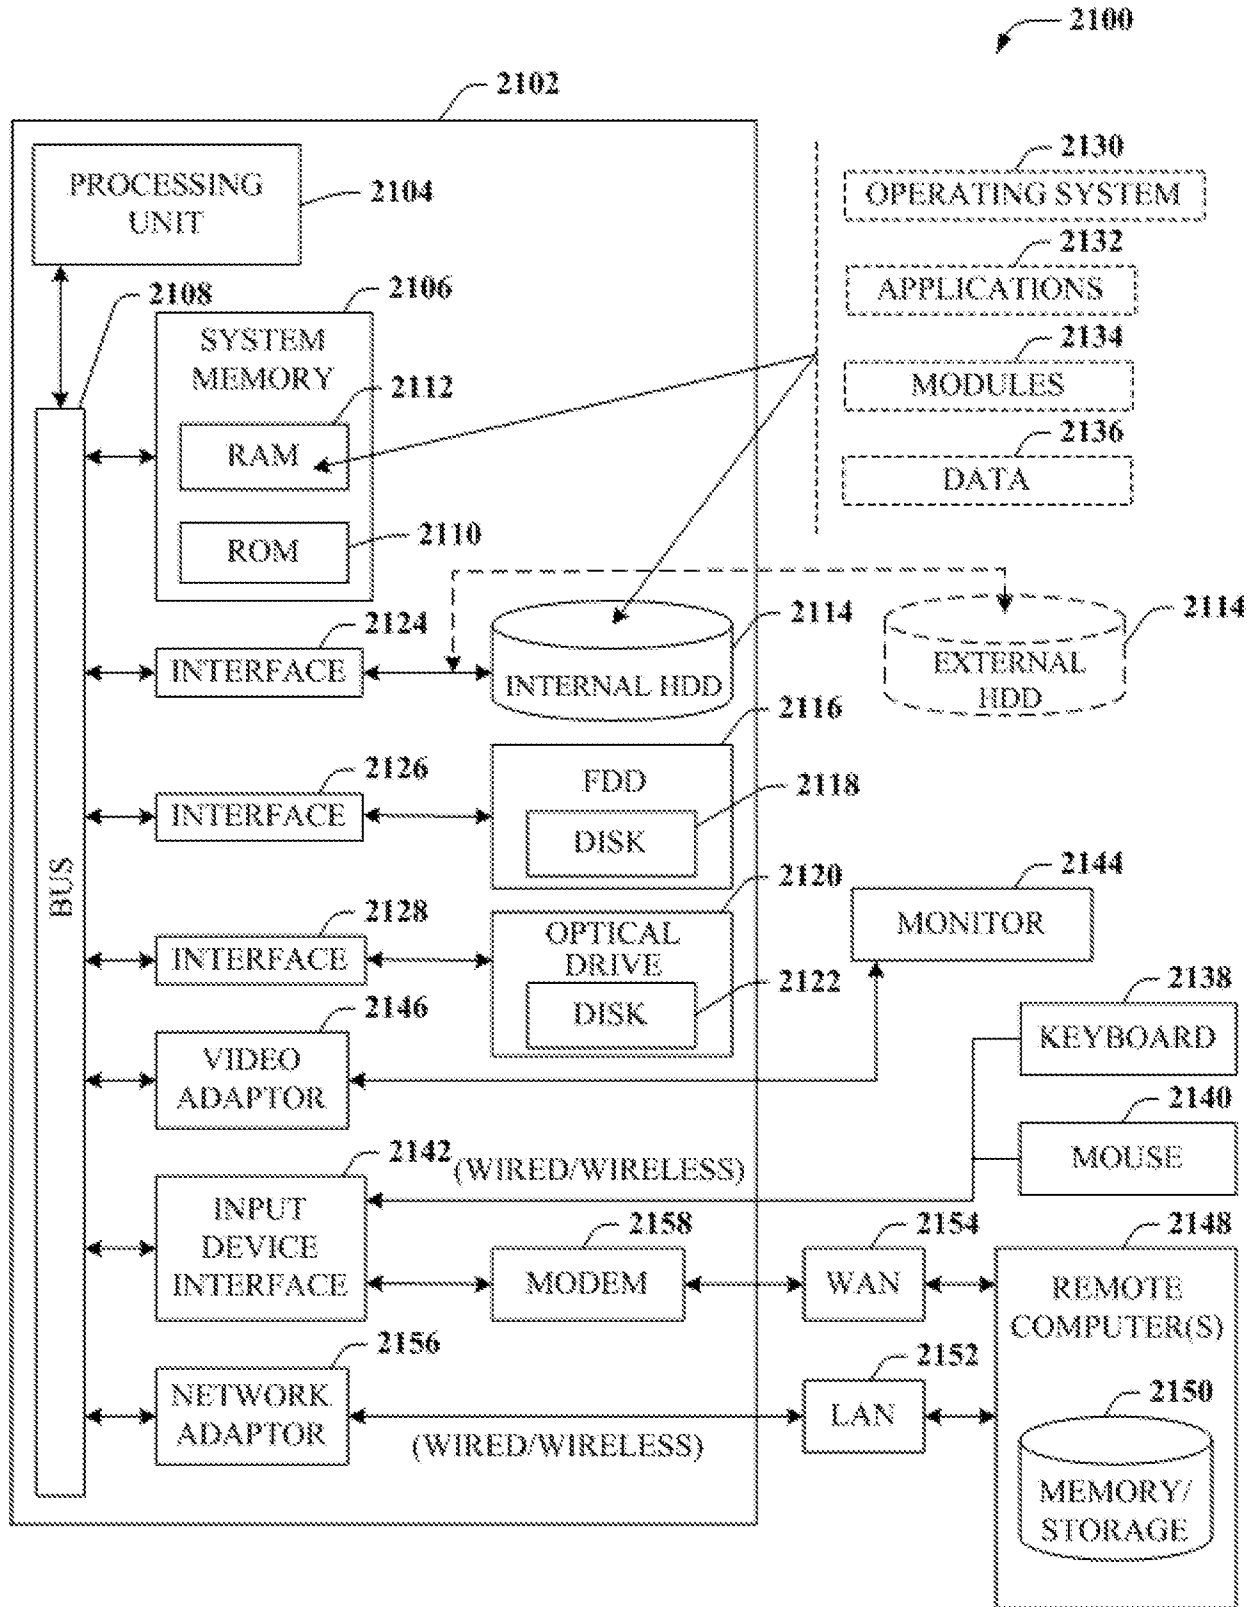 2100
2102
PROCESSING
UNIT
2104
2130
OPERATING SYSTEM
2132
APPLICATIONS
2134
MODULES
2136
DATA
2108
2106
SYSTEM
MEMORY
2112
RAM
2110
ROM
2124
INTERFACE
2114
INTERNAL HDD
2114
EXTERNAL
HDD
2116
FDD
2126
INTERFACE
2118
DISK
BUS
2120
OPTICAL
DRIVE
2128
INTERFACE
2122
DISK
2144
MONITOR
2146
VIDEO
ADAPTOR
2138
KEYBOARD
2140
MOUSE
2142
(WIRED/WIRELESS)
INPUT
DEVICE
INTERFACE
2158
MODEM
2154
WAN
2148
REMOTE
COMPUTER(S)
2156
NETWORK
ADAPTOR
(WIRED/WIRELESS)
2152
LAN
2150
MEMORY/
STORAGE